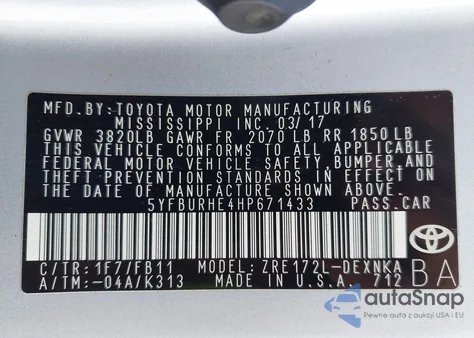 MFD. BY: TOYOTA MOTOR MANUFACTURING
MISSISSIPPI INC. 03/17
GVWR 3820LB GAWR FR 2070 LB RR 1850 LB
THIS VEHICLE CONFORMS TO ALL APPLICABLE
FEDERAL MOTOR VEHICLE SAFETY, BUMPER, AND
THEFT PREVENTION STANDARDS IN EFFECT ON
THE DATE OF MANUFACTURE SHOWN ABOVE.
5YFBURHE4HP671433 PASS.CAR
C/TR: 1F7/FB11 MODEL: ZRE172L-DEXNKA
A/TM: -04A/K313 MADE IN U.S.A. 712 BA
autaSnap
Pewne auta z aukcji USA i EU